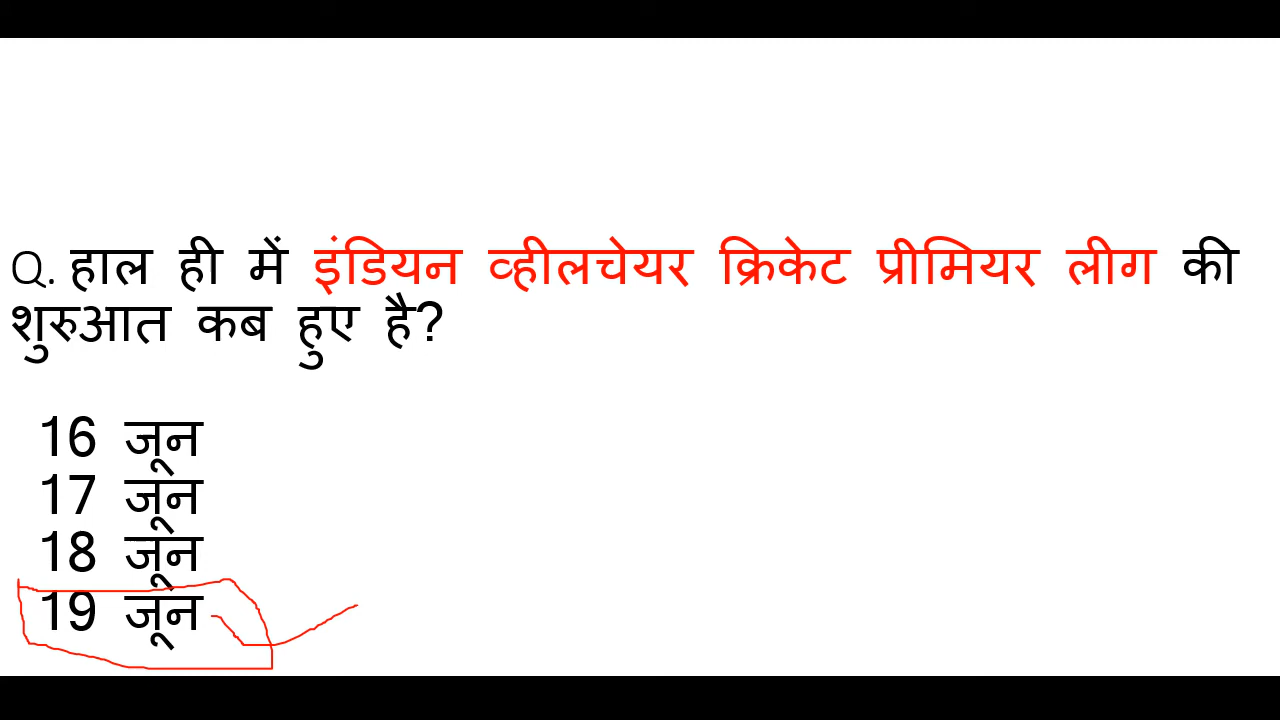 Q. हाल ही में इंडियन व्हीलचेयर क्रिकेट प्रीमियर लीग की
शुरुआत कब हुए है?
16 जून
17 जून
18 जून
19 जून